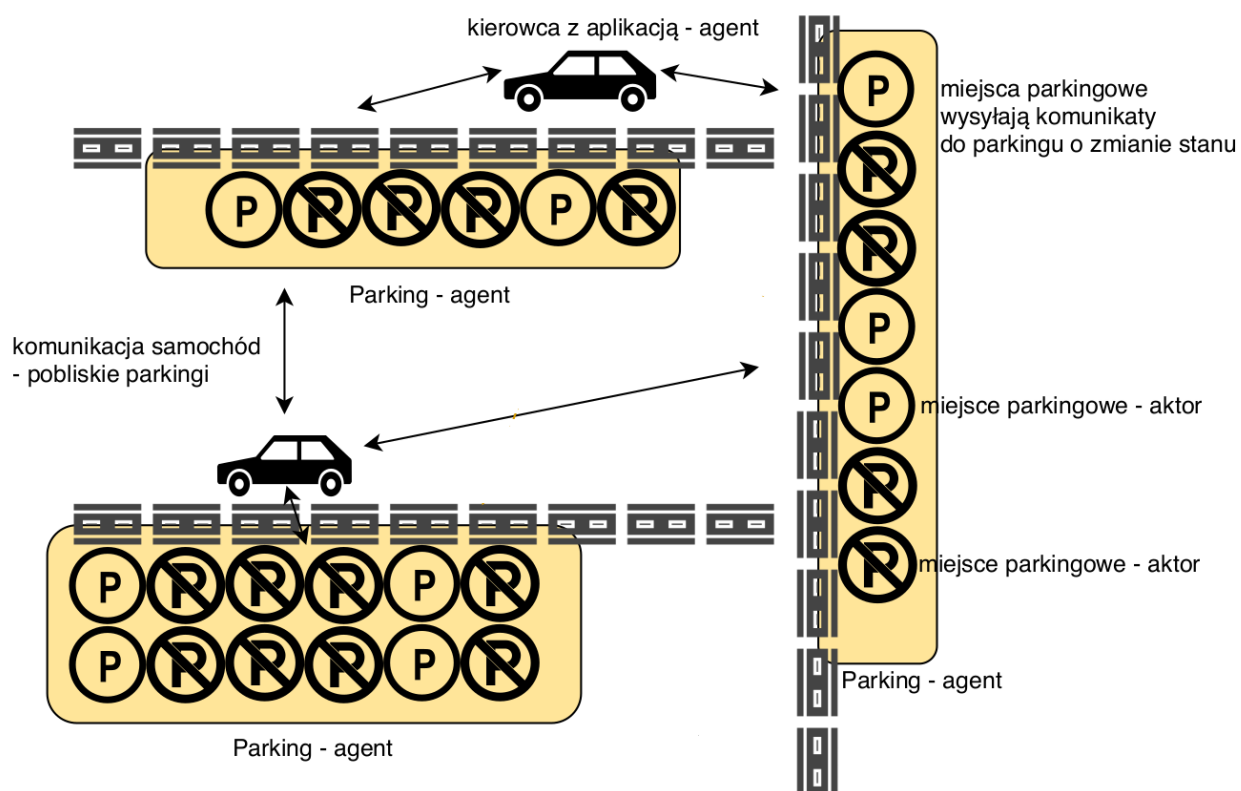 kierowca z aplikacją - agent
P
miejsca parkingowe
wysyłają komunikaty
do parkingu o zmianie stanu
P
P P P P P P
P
Parking - agent
P
komunikacja samochód
- pobliskie parkingi
P miejsce parkingowe - aktor
P
P miejsce parkingowe - aktor
P P P P P P
P P P P P P
Parking - agent
Parking - agent